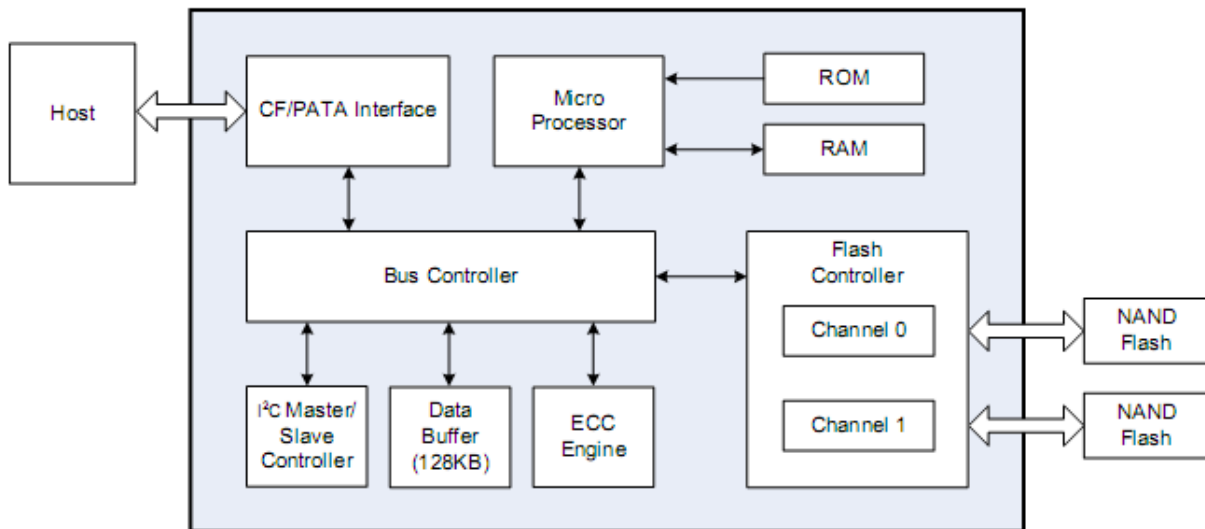 Host
CF/PATA Interface
Micro
Processor
ROM
RAM
Bus Controller
Flash
Controller
Channel 0
Channel 1
NAND
Flash
NAND
Flash
I²C Master/
Slave
Controller
Data
Buffer
(128KB)
ECC
Engine